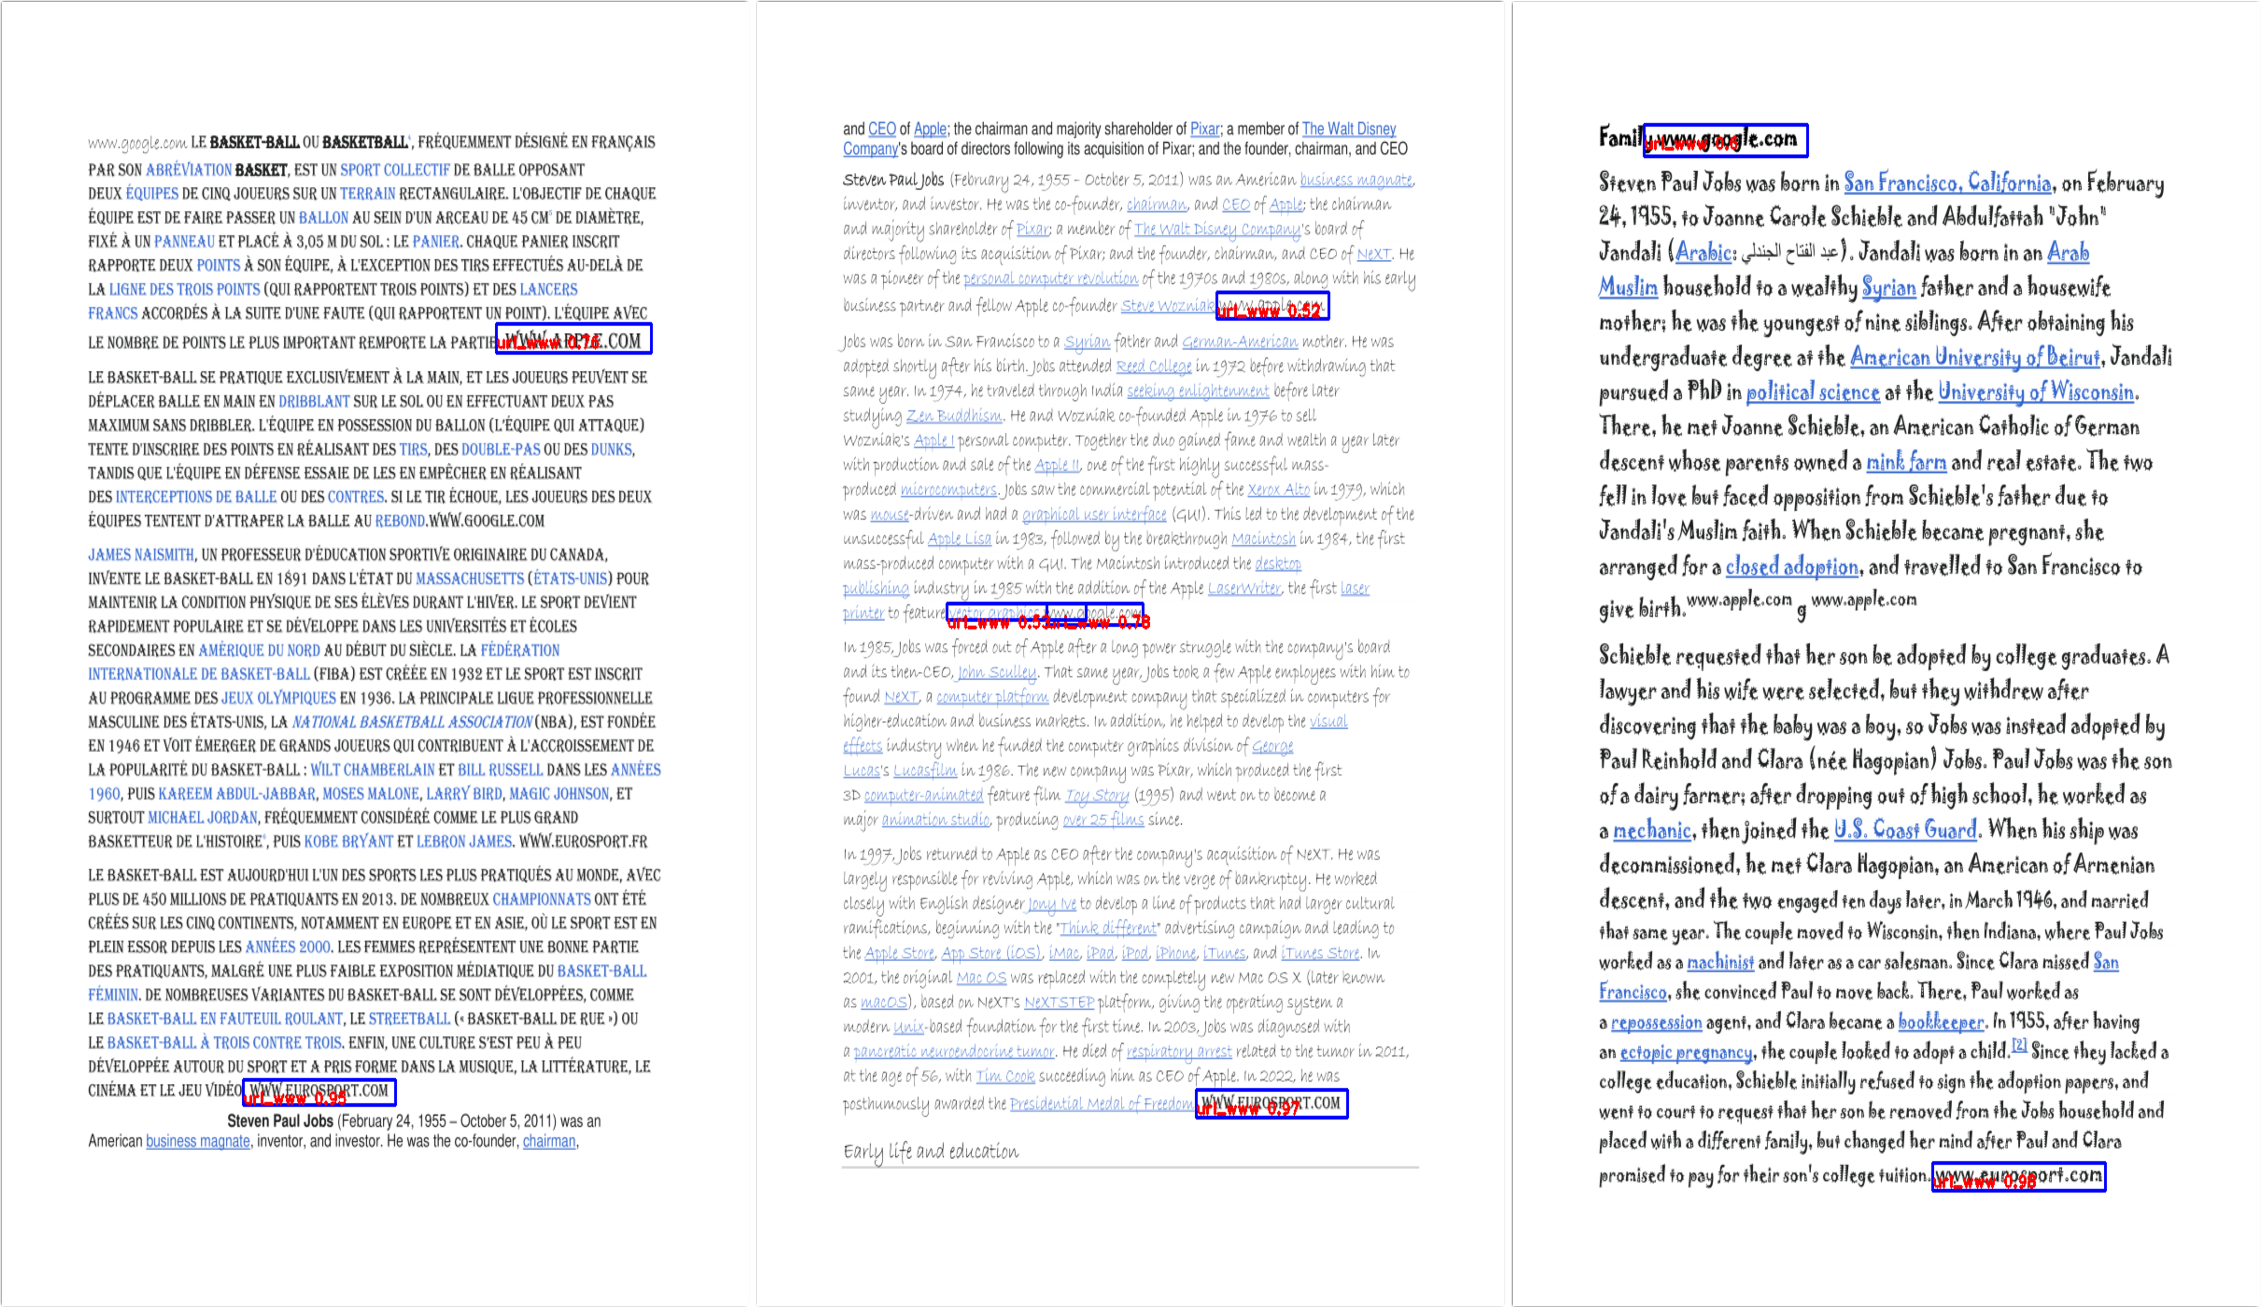 www.google.com LE BASKET-BALL OU BASKETBALL, FRÉQUEMMENT DÉSIGNÉ EN FRANÇAIS
PAR SON ABRÉVIATION BASKET, EST UN SPORT COLLECTIF DE BALLE OPPOSANT
DEUX ÉQUIPES DE CINQ JOUEURS SUR UN TERRAIN RECTANGULAIRE. L'OBJECTIF DE CHAQUE
ÉQUIPE EST DE FAIRE PASSER UN BALLON AU SEIN D'UN ARCEAU DE 45 CM DE DIAMÈTRE,
FIXÉ À UN PANNEAU ET PLACÉ À 3,05 M DU SOL : LE PANIER. CHAQUE PANIER INSCRIT
RAPPORTE DEUX POINTS À SON ÉQUIPE, À L'EXCEPTION DES TIRS EFFECTUÉS AU-DELÀ DE
LA LIGNE DES TROIS POINTS (QUI RAPPORTENT TROIS POINTS) ET DES LANCERS
FRANCS ACCORDÉS À LA SUITE D'UNE FAUTE (QUI RAPPORTENT UN POINT). L'ÉQUIPE AVEC
LE NOMBRE DE POINTS LE PLUS IMPORTANT REMPORTE LA PARTIE WWW.APPLE.COM
url_www 0.76
LE BASKET-BALL SE PRATIQUE EXCLUSIVEMENT À LA MAIN, ET LES JOUEURS PEUVENT SE
DÉPLACER BALLE EN MAIN EN DRIBBLANT SUR LE SOL OU EN EFFECTUANT DEUX PAS
MAXIMUM SANS DRIBBLER. L'ÉQUIPE EN POSSESSION DU BALLON (L'ÉQUIPE QUI ATTAQUE)
TENTE D'INSCRIRE DES POINTS EN RÉALISANT DES TIRS, DES DOUBLE-PAS OU DES DUNKS,
TANDIS QUE L'ÉQUIPE EN DÉFENSE ESSAIE DE LES EN EMPÊCHER EN RÉALISANT
DES INTERCEPTIONS DE BALLE OU DES CONTRES. SI LE TIR ÉCHOUE, LES JOUEURS DES DEUX
ÉQUIPES TENTENT D'ATTRAPER LA BALLE AU REBOND.WWW.GOOGLE.COM
JAMES NAISMITH, UN PROFESSEUR D'ÉDUCATION SPORTIVE ORIGINAIRE DU CANADA,
INVENTE LE BASKET-BALL EN 1891 DANS L'ÉTAT DU MASSACHUSETTS (ÉTATS-UNIS) POUR
MAINTENIR LA CONDITION PHYSIQUE DE SES ÉLÈVES DURANT L'HIVER. LE SPORT DEVIENT
RAPIDEMENT POPULAIRE ET SE DÉVELOPPE DANS LES UNIVERSITÉS ET ÉCOLES
SECONDAIRES EN AMÉRIQUE DU NORD AU DÉBUT DU SIÈCLE. LA FÉDÉRATION
INTERNATIONALE DE BASKET-BALL (FIBA) EST CRÉÉE EN 1932 ET LE SPORT EST INSCRIT
AU PROGRAMME DES JEUX OLYMPIQUES EN 1936. LA PRINCIPALE LIGUE PROFESSIONNELLE
MASCULINE DES ÉTATS-UNIS, LA NATIONAL BASKETBALL ASSOCIATION (NBA), EST FONDÉE
EN 1946 ET VOIT ÉMERGER DE GRANDS JOUEURS QUI CONTRIBUENT À L'ACCROISSEMENT DE
LA POPULARITÉ DU BASKET-BALL : WILT CHAMBERLAIN ET BILL RUSSELL DANS LES ANNÉES
1960, PUIS KAREEM ABDUL-JABBAR, MOSES MALONE, LARRY BIRD, MAGIC JOHNSON, ET
SURTOUT MICHAEL JORDAN, FRÉQUEMMENT CONSIDÉRÉ COMME LE PLUS GRAND
BASKETTEUR DE L'HISTOIRE, PUIS KOBE BRYANT ET LEBRON JAMES. WWW.EUROSPORT.FR
LE BASKET-BALL EST AUJOURD'HUI L'UN DES SPORTS LES PLUS PRATIQUÉS AU MONDE, AVEC
PLUS DE 450 MILLIONS DE PRATIQUANTS EN 2013. DE NOMBREUX CHAMPIONNATS ONT ÉTÉ
CRÉÉS SUR LES CINQ CONTINENTS, NOTAMMENT EN EUROPE ET EN ASIE, OÙ LE SPORT EST EN
PLEIN ESSOR DEPUIS LES ANNÉES 2000. LES FEMMES REPRÉSENTENT UNE BONNE PARTIE
DES PRATIQUANTS, MALGRÉ UNE PLUS FAIBLE EXPOSITION MÉDIATIQUE DU BASKET-BALL
FÉMININ. DE NOMBREUSES VARIANTES DU BASKET-BALL SE SONT DÉVELOPPÉES, COMME
LE BASKET-BALL EN FAUTEUIL ROULANT, LE STREETBALL (« BASKET-BALL DE RUE ») OU
LE BASKET-BALL À TROIS CONTRE TROIS. ENFIN, UNE CULTURE S'EST PEU À PEU
DÉVELOPPÉE AUTOUR DU SPORT ET A PRIS FORME DANS LA MUSIQUE, LA LITTÉRATURE, LE
CINÉMA ET LE JEU VIDÉO WWW.EUROSPORT.COM
url_www 0.95
Steven Paul Jobs (February 24, 1955 – October 5, 2011) was an
American business magnate, inventor, and investor. He was the co-founder, chairman,
and CEO of Apple; the chairman and majority shareholder of Pixar; a member of The Walt Disney
Company's board of directors following its acquisition of Pixar; and the founder, chairman, and CEO
Steven Paul Jobs (February 24, 1955 – October 5, 2011) was an American business magnate,
inventor, and investor. He was the co-founder, chairman, and CEO of Apple; the chairman
and majority shareholder of Pixar; a member of The Walt Disney Company's board of
directors following its acquisition of Pixar; and the founder, chairman, and CEO of NeXT. He
was a pioneer of the personal computer revolution of the 1970s and 1980s, along with his early
business partner and fellow Apple co-founder Steve Wozniak www.apple.com
url_www 0.52
Jobs was born in San Francisco to a Syrian father and German-American mother. He was
adopted shortly after his birth. Jobs attended Reed College in 1972 before withdrawing that
same year. In 1974, he traveled through India seeking enlightenment before later
studying Zen Buddhism. He and Wozniak co-founded Apple in 1976 to sell
Wozniak's Apple I personal computer. Together the duo gained fame and wealth a year later
with production and sale of the Apple II, one of the first highly successful mass-
produced microcomputers. Jobs saw the commercial potential of the Xerox Alto in 1979, which
was mouse-driven and had a graphical user interface (GUI). This led to the development of the
unsuccessful Apple Lisa in 1983, followed by the breakthrough Macintosh in 1984, the first
mass-produced computer with a GUI. The Macintosh introduced the desktop
publishing industry in 1985 with the addition of the Apple LaserWriter, the first laser
printer to feature vector graphics www.google.com
url_www 0.53 url_www 0.78
In 1985, Jobs was forced out of Apple after a long power struggle with the company's board
and its then-CEO, John Sculley. That same year, Jobs took a few Apple employees with him to
found NeXT, a computer platform development company that specialized in computers for
higher-education and business markets. In addition, he helped to develop the visual
effects industry when he funded the computer graphics division of George
Lucas's Lucasfilm in 1986. The new company was Pixar, which produced the first
3D computer-animated feature film Toy Story (1995) and went on to become a
major animation studio, producing over 25 films since.
In 1997, Jobs returned to Apple as CEO after the company's acquisition of NeXT. He was
largely responsible for reviving Apple, which was on the verge of bankruptcy. He worked
closely with English designer Jony Ive to develop a line of products that had larger cultural
ramifications, beginning with the "Think different" advertising campaign and leading to
the Apple Store, App Store (iOS), iMac, iPad, iPod, iPhone, iTunes, and iTunes Store. In
2001, the original Mac OS was replaced with the completely new Mac OS X (later known
as macOS), based on NeXT's NeXTSTEP platform, giving the operating system a
modern Unix-based foundation for the first time. In 2003, Jobs was diagnosed with
a pancreatic neuroendocrine tumor. He died of respiratory arrest related to the tumor in 2011,
at the age of 56, with Tim Cook succeeding him as CEO of Apple. In 2022, he was
posthumously awarded the Presidential Medal of Freedom WWW.EUROSPORT.COM
url_www 0.97
Early life and education
Family www.google.com
url_www
Steven Paul Jobs was born in San Francisco, California, on February
24, 1955, to Joanne Carole Schieble and Abdulfattah "John"
Jandali (Arabic: عبد الفتاح الجندلي). Jandali was born in an Arab
Muslim household to a wealthy Syrian father and a housewife
mother; he was the youngest of nine siblings. After obtaining his
undergraduate degree at the American University of Beirut, Jandali
pursued a PhD in political science at the University of Wisconsin.
There, he met Joanne Schieble, an American Catholic of German
descent whose parents owned a mink farm and real estate. The two
fell in love but faced opposition from Schieble's father due to
Jandali's Muslim faith. When Schieble became pregnant, she
arranged for a closed adoption, and travelled to San Francisco to
give birth.www.apple.com g www.apple.com
Schieble requested that her son be adopted by college graduates. A
lawyer and his wife were selected, but they withdrew after
discovering that the baby was a boy, so Jobs was instead adopted by
Paul Reinhold and Clara (née Hagopian) Jobs. Paul Jobs was the son
of a dairy farmer; after dropping out of high school, he worked as
a mechanic, then joined the U.S. Coast Guard. When his ship was
decommissioned, he met Clara Hagopian, an American of Armenian
descent, and the two engaged ten days later, in March 1946, and married
that same year. The couple moved to Wisconsin, then Indiana, where Paul Jobs
worked as a machinist and later as a car salesman. Since Clara missed San
Francisco, she convinced Paul to move back. There, Paul worked as
a repossession agent, and Clara became a bookkeeper. In 1955, after having
an ectopic pregnancy, the couple looked to adopt a child.[2] Since they lacked a
college education, Schieble initially refused to sign the adoption papers, and
went to court to request that her son be removed from the Jobs household and
placed with a different family, but changed her mind after Paul and Clara
promised to pay for their son's college tuition. www.eurosport.com
url_www 0.98